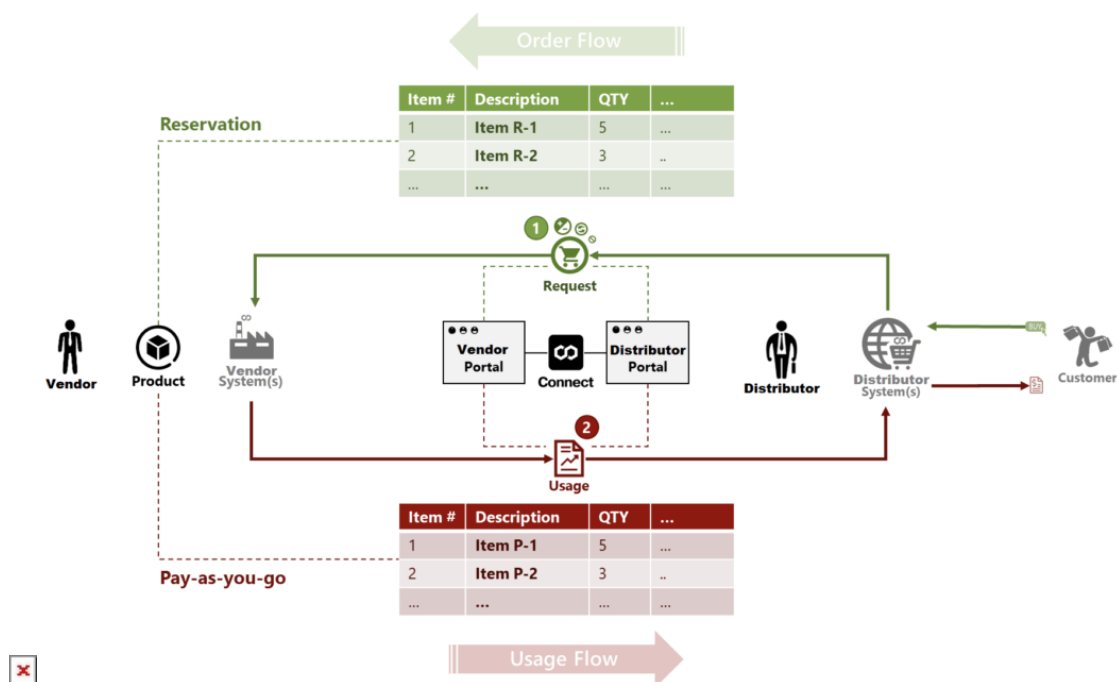 Order Flow
Item # Description QTY ...
1 Item R-1 5 ...
2 Item R-2 3 ..
... ... ... ...
Reservation
1
Request
Vendor
Product
Vendor
System(s)
Vendor
Portal
Connect
Distributor
Portal
Distributor
Distributor
System(s)
BUY
Customer
2
Usage
Item # Description QTY ...
1 Item P-1 5 ...
2 Item P-2 3 ..
... ... ... ...
Pay-as-you-go
Usage Flow